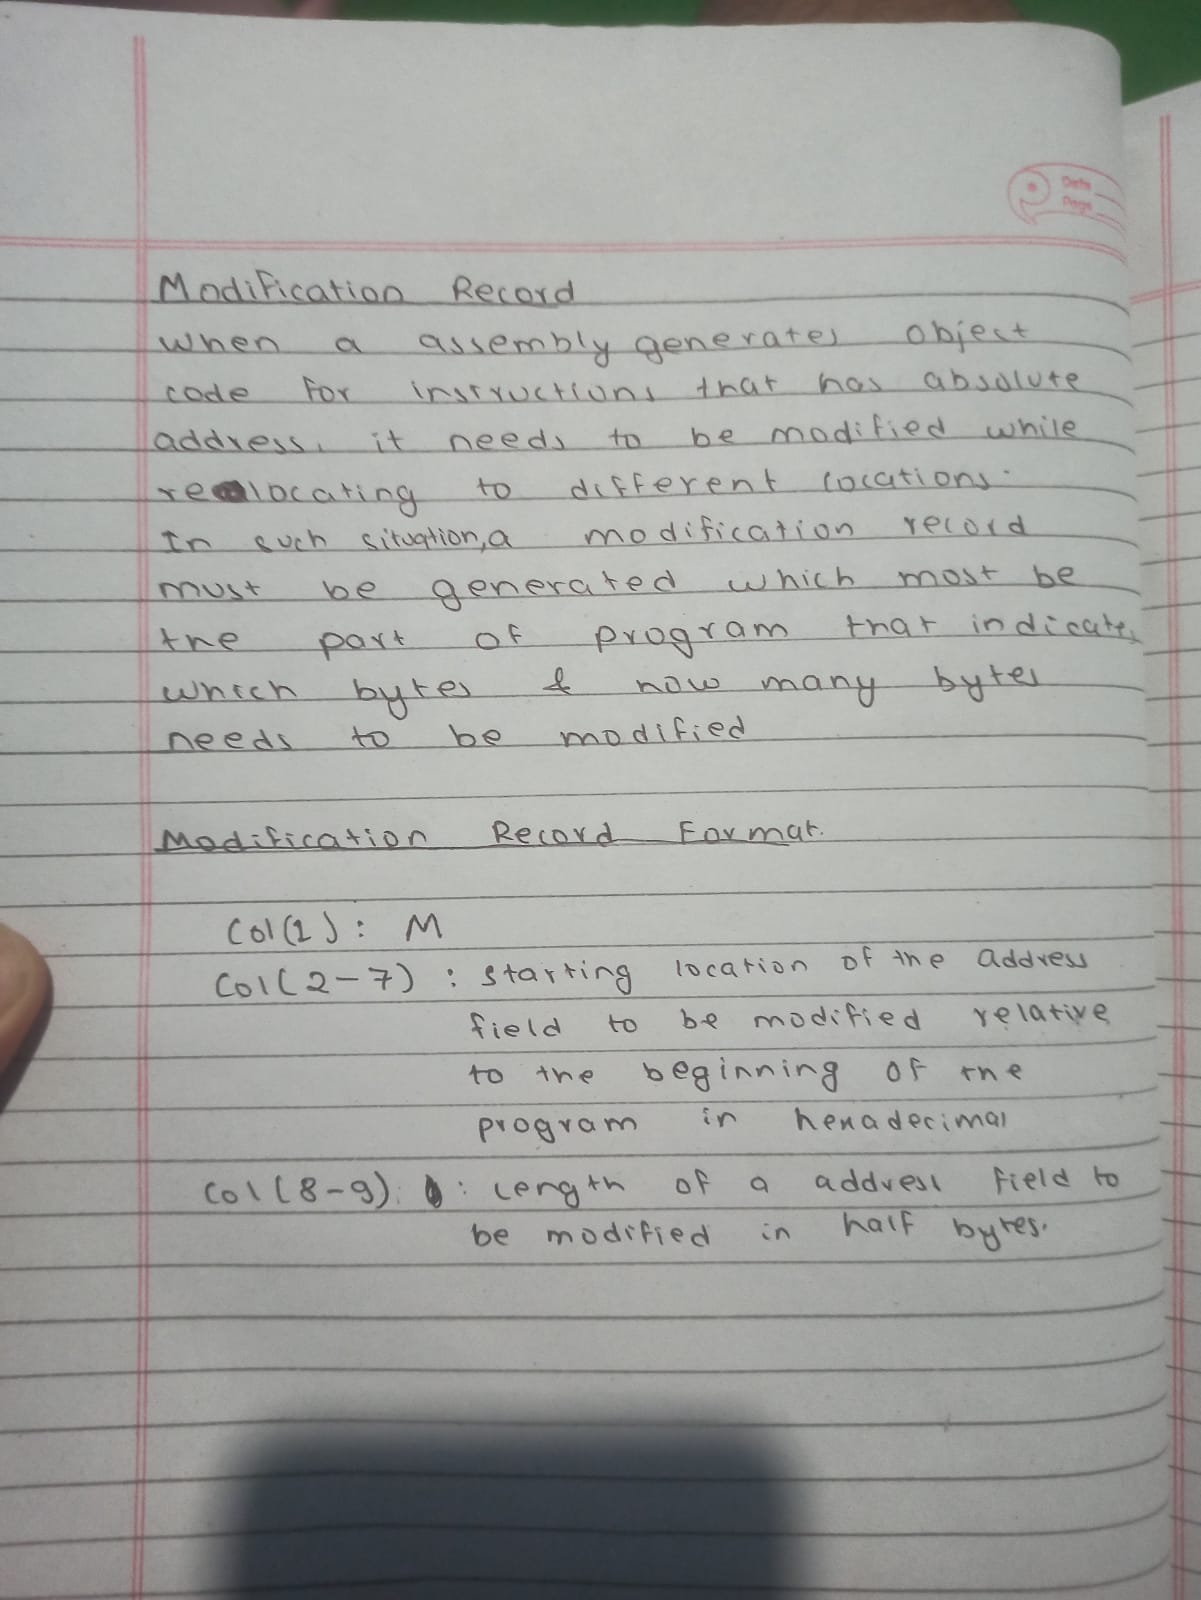 Date
Page
Modification Record
When a assembly generates object
code for instructions that has absolute
address, it needs to be modified while
relocating to different locations.
In such situation, a modification record
must be generated which most be
the part of program that indicates
which bytes & how many bytes
needs to be modified
Modification Record Format.
Col(1): M
Col(2-7): starting location of the address
field to be modified relative
to the beginning of the
program in hexadecimal
Col(8-9): : Length of a address field to
be modified in half bytes.